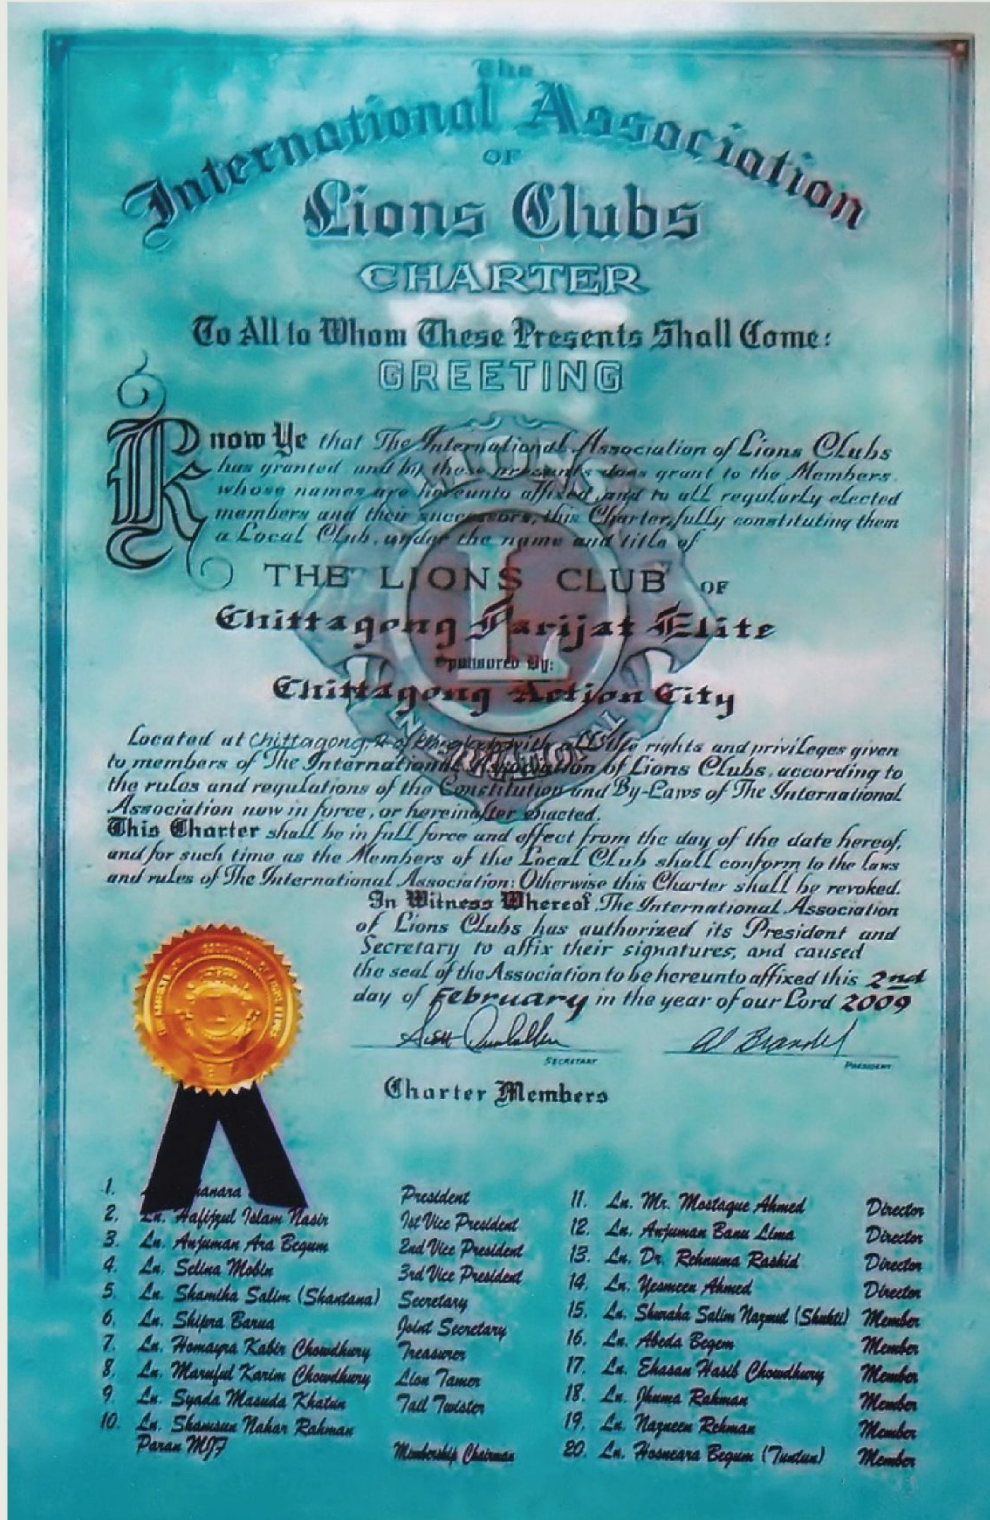 The
International Association
OF
Lions Clubs
CHARTER
To All to Whom These Presents Shall Come:
GREETING
Know Ye that The International Association of Lions Clubs
has granted and by these presents does grant to the Members
whose names are hereunto affixed and to all regularly elected
members and their successors, this Charter, fully constituting them
a Local Club, under the name and title of
THE LIONS CLUB OF
Chittagong Parijat Elite
Sponsored By:
Chittagong Action City
Located at Chittagong, with all the rights and privileges given
to members of The International Association of Lions Clubs, according to
the rules and regulations of the Constitution and By-Laws of The International
Association now in force, or hereinafter enacted.
This Charter shall be in full force and effect from the day of the date hereof,
and for such time as the Members of the Local Club shall conform to the laws
and rules of The International Association: Otherwise this Charter shall be revoked.
In Witness Whereof, The International Association
of Lions Clubs has authorized its President and
Secretary to affix their signatures, and caused
the seal of the Association to be hereunto affixed this 2nd
day of February in the year of our Lord 2009
Al Brandel
SECRETARY
PRESIDENT
Charter Members
1. President
2. Ln. Hafijzul Islam Nasir 1st Vice President
3. Ln. Anjuman Ara Begum 2nd Vice President
4. Ln. Selina Mobin 3rd Vice President
5. Ln. Shamiha Salim (Shantana) Secretary
6. Ln. Shipra Barua Joint Secretary
7. Ln. Homayra Kabir Chowdhury Treasurer
8. Ln. Maruful Karim Chowdhury Lion Tamer
9. Ln. Syada Masuda Khatun Tail Twister
10. Ln. Shamsun Nahar Rahman
Paran MJF Membership Chairman
11. Ln. Mr. Mostaque Ahmed Director
12. Ln. Anjuman Banu Lima Director
13. Ln. Dr. Rehnuma Rashid Director
14. Ln. Yesmeen Ahmed Director
15. Ln. Shuraha Salim Nazmul (Shukti) Member
16. Ln. Abeda Begem Member
17. Ln. Ehasan Hasib Chowdhury Member
18. Ln. Jhuma Rahman Member
19. Ln. Nazneen Rehman Member
20. Ln. Hosneara Begum (Tuntun) Member